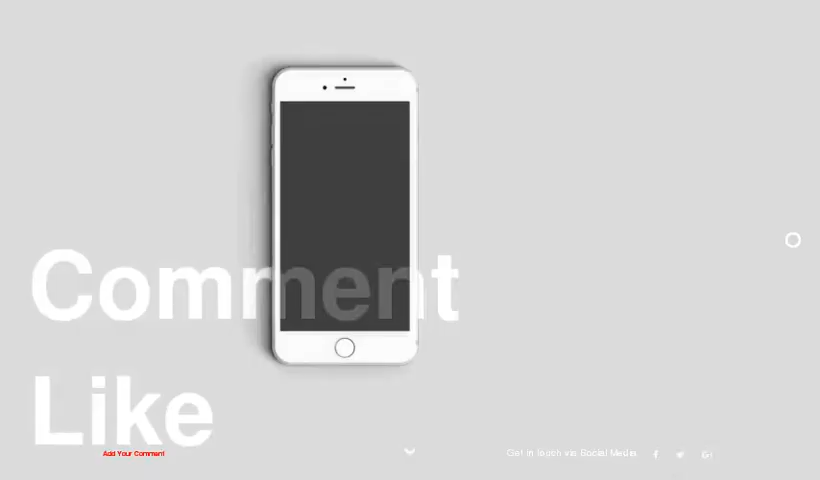 Comment
Like
Add Your Comment
Get in touch via Social Media
G+